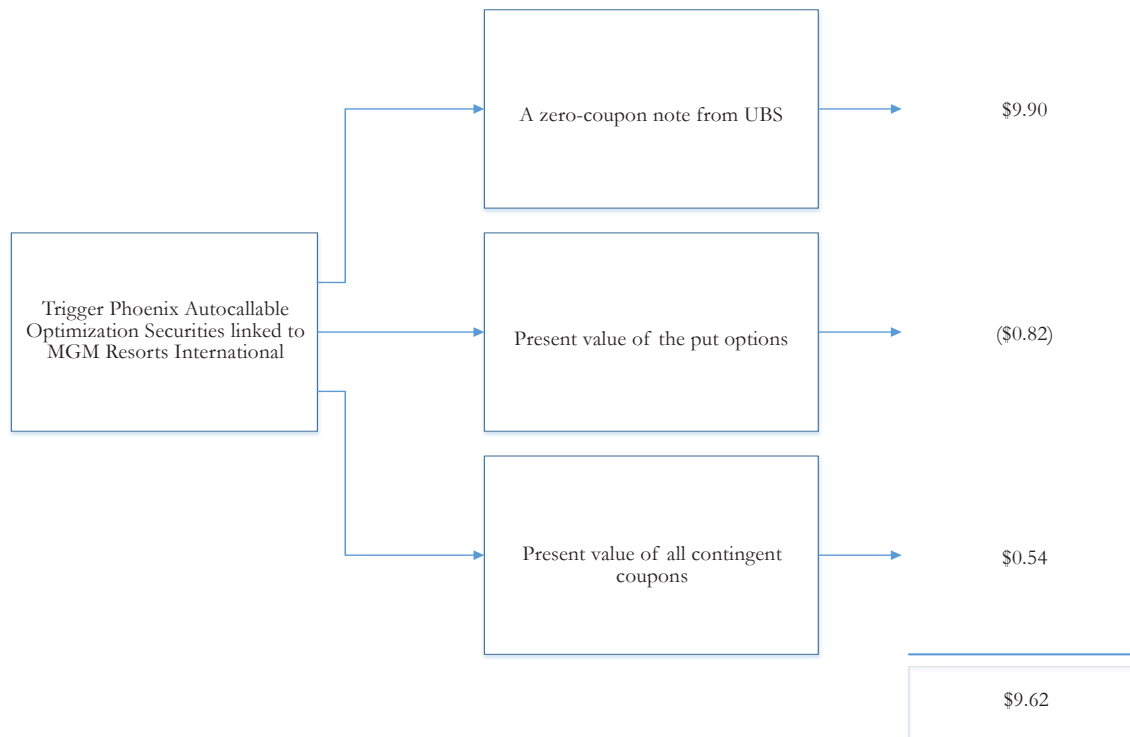 A zero-coupon note from UBS
$9.90
Trigger Phoenix Autocallable
Optimization Securities linked to
MGM Resorts International
Present value of the put options
($0.82)
Present value of all contingent
coupons
$0.54
$9.62